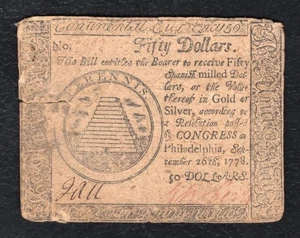 Continental Currency
No. Fifty Dollars.
This Bill entitles the Bearer to receive Fifty
Spanish milled Dol-
lars, or the Value
thereof in Gold or
Silver, according to
a Resolution passed
by CONGRESS at
Philadelphia, Sep-
tember 26th, 1778.
50 DOLLARS.
PERENNIS.